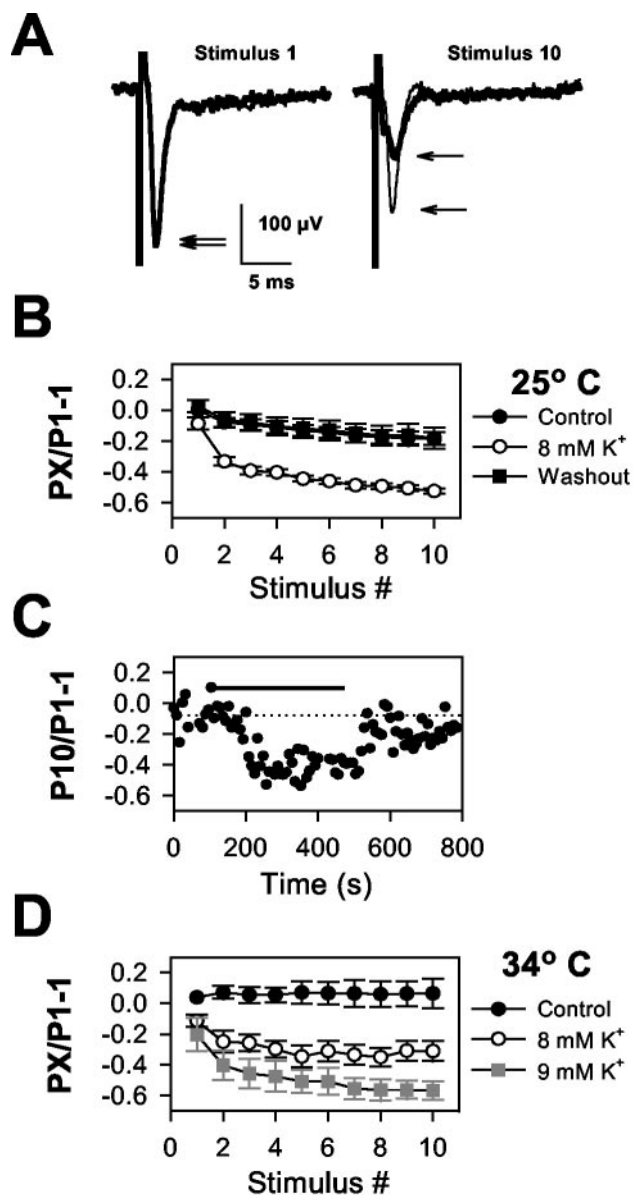 A
Stimulus 1
Stimulus 10
100 µV
5 ms
B
PX/P1-1
0.2
0.0
-0.2
-0.4
-0.6
0 2 4 6 8 10
Stimulus #
25º C
Control
8 mM K+
Washout
C
P10/P1-1
0.2
0.0
-0.2
-0.4
-0.6
0 200 400 600 800
Time (s)
D
PX/P1-1
0.2
0.0
-0.2
-0.4
-0.6
0 2 4 6 8 10
Stimulus #
34º C
Control
8 mM K+
9 mM K+